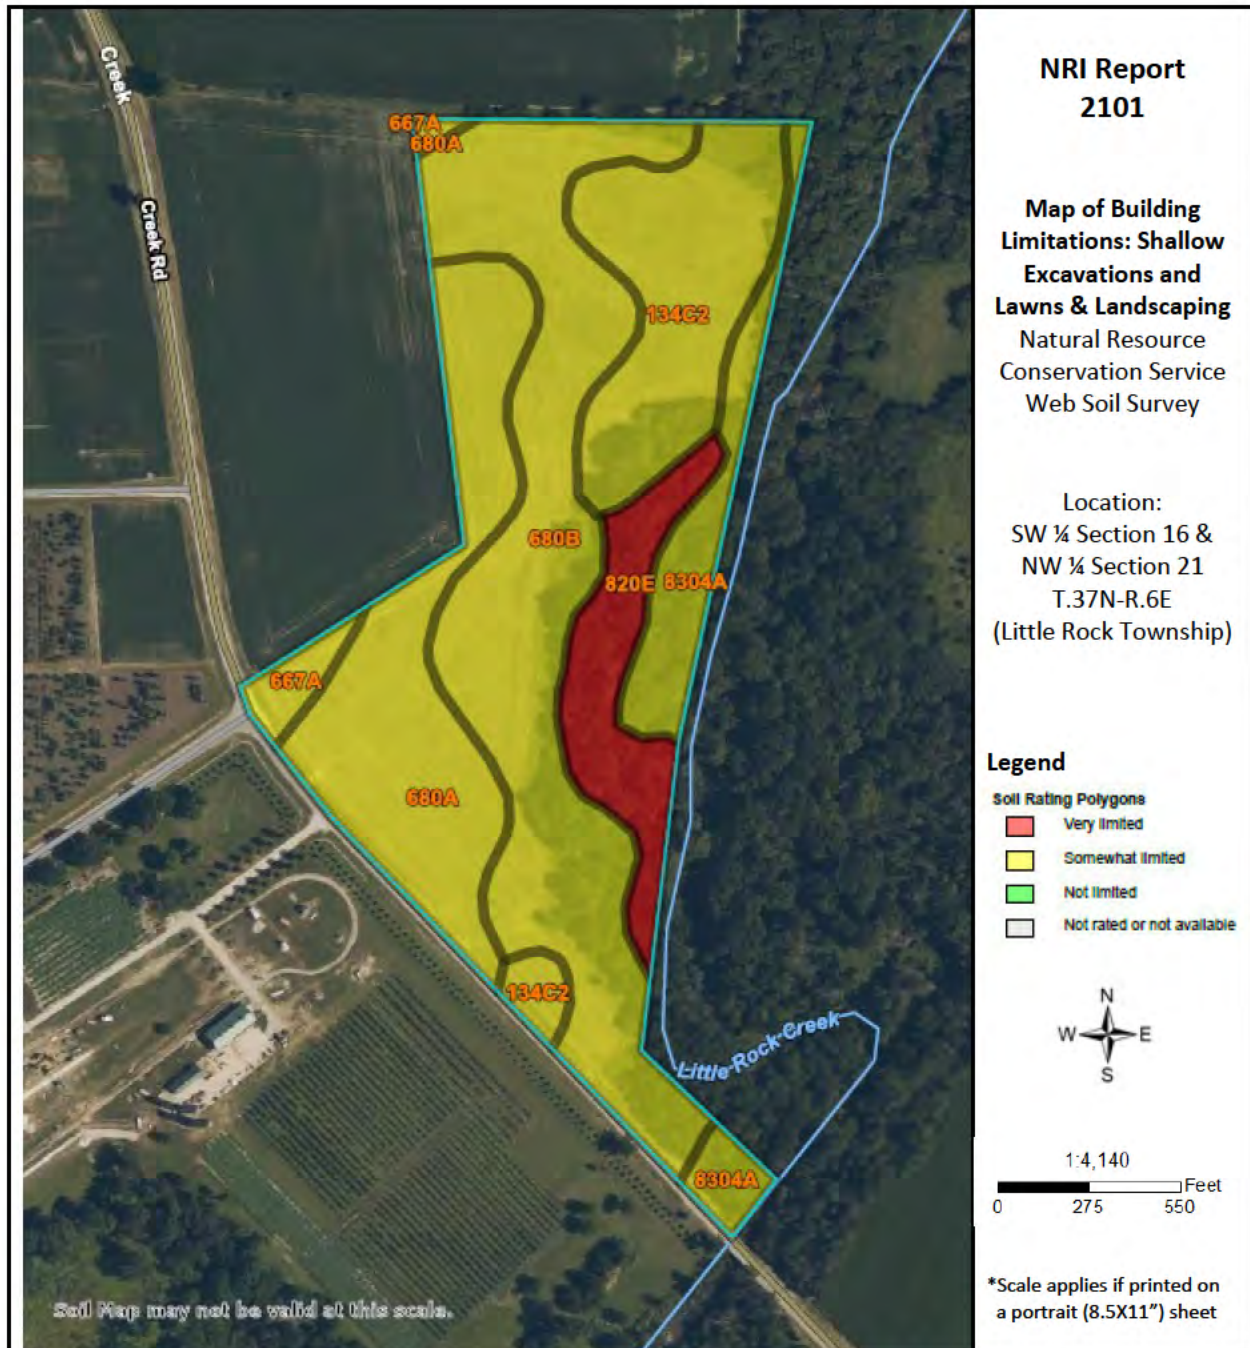 NRI Report
2101
Map of Building
Limitations: Shallow
Excavations and
Lawns & Landscaping
Natural Resource
Conservation Service
Web Soil Survey
Location:
SW ¼ Section 16 &
NW ¼ Section 21
T.37N-R.6E
(Little Rock Township)
Legend
Soil Rating Polygons
Very limited
Somewhat limited
Not limited
Not rated or not available
N
W E
S
1:4,140
Feet
0 275 550
*Scale applies if printed on
a portrait (8.5X11”) sheet
Creek
Creek Rd
667A
680A
134C2
680B
820E 8304A
667A
680A
134C2
Little Rock Creek
8304A
Soil Map may not be valid at this scale.